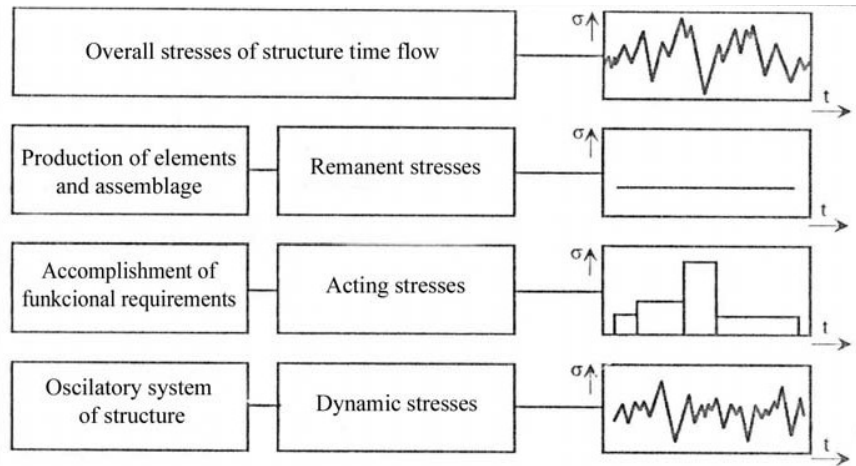 Overall stresses of structure time flow
σ
t
Production of elements
and assemblage
Remanent stresses
σ
t
Accomplishment of
funkcional requirements
Acting stresses
σ
t
Oscilatory system
of structure
Dynamic stresses
σ
t